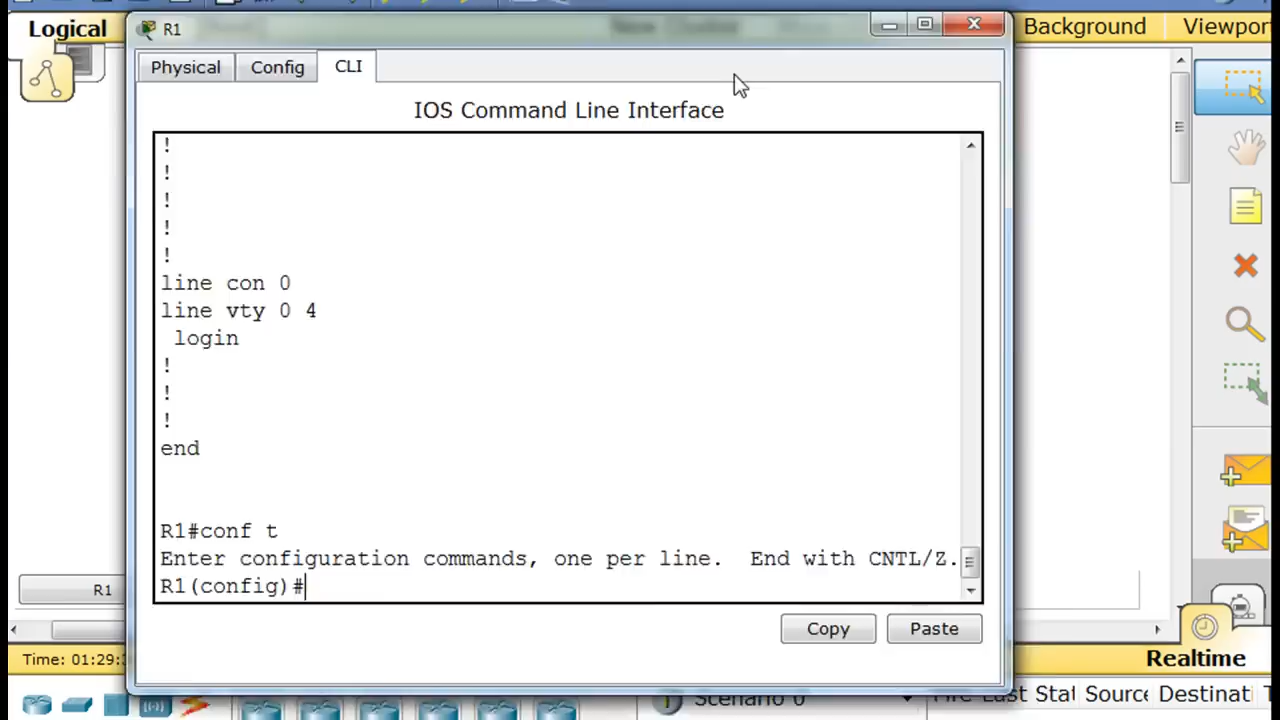 R1
Logical
Background
Viewpor
Physical
Config
CLI
IOS Command Line Interface
!
!
!
!
!
line con 0
line vty 0 4
login
!
!
!
end
R1#conf t
Enter configuration commands, one per line. End with CNTL/Z.
R1(config)#
R1
Copy
Paste
Time: 01:29:
Realtime
Scenario 0
Fire Last Stat Source Destinati T